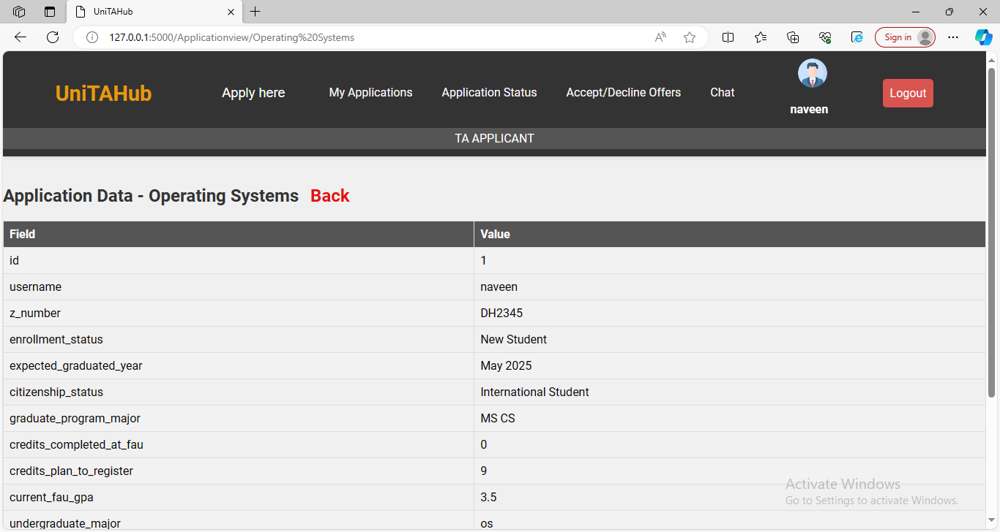 UniTAHub
127.0.0.1:5000/Applicationview/Operating%20Systems
Sign in
UniTAHub Apply here My Applications Application Status Accept/Decline Offers Chat naveen Logout
TA APPLICANT
Application Data - Operating Systems Back
Field Value
id 1
username naveen
z_number DH2345
enrollment_status New Student
expected_graduated_year May 2025
citizenship_status International Student
graduate_program_major MS CS
credits_completed_at_fau 0
credits_plan_to_register 9
current_fau_gpa 3.5
undergraduate_major os
Activate Windows
Go to Settings to activate Windows.